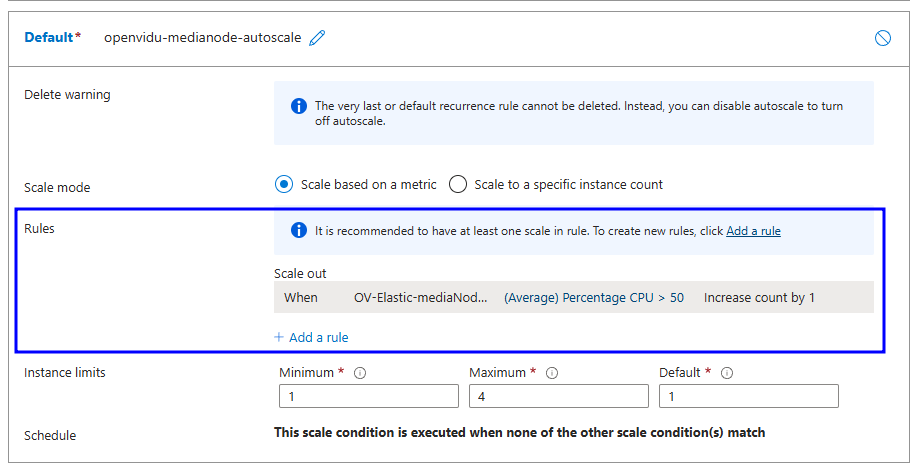 Default* openvidu-medianode-autoscale
Delete warning
The very last or default recurrence rule cannot be deleted. Instead, you can disable autoscale to turn
off autoscale.
Scale mode Scale based on a metric Scale to a specific instance count
Rules
It is recommended to have at least one scale in rule. To create new rules, click Add a rule
Scale out
When OV-Elastic-mediaNod... (Average) Percentage CPU > 50 Increase count by 1
+ Add a rule
Instance limits Minimum * Maximum * Default *
1 4 1
Schedule This scale condition is executed when none of the other scale condition(s) match